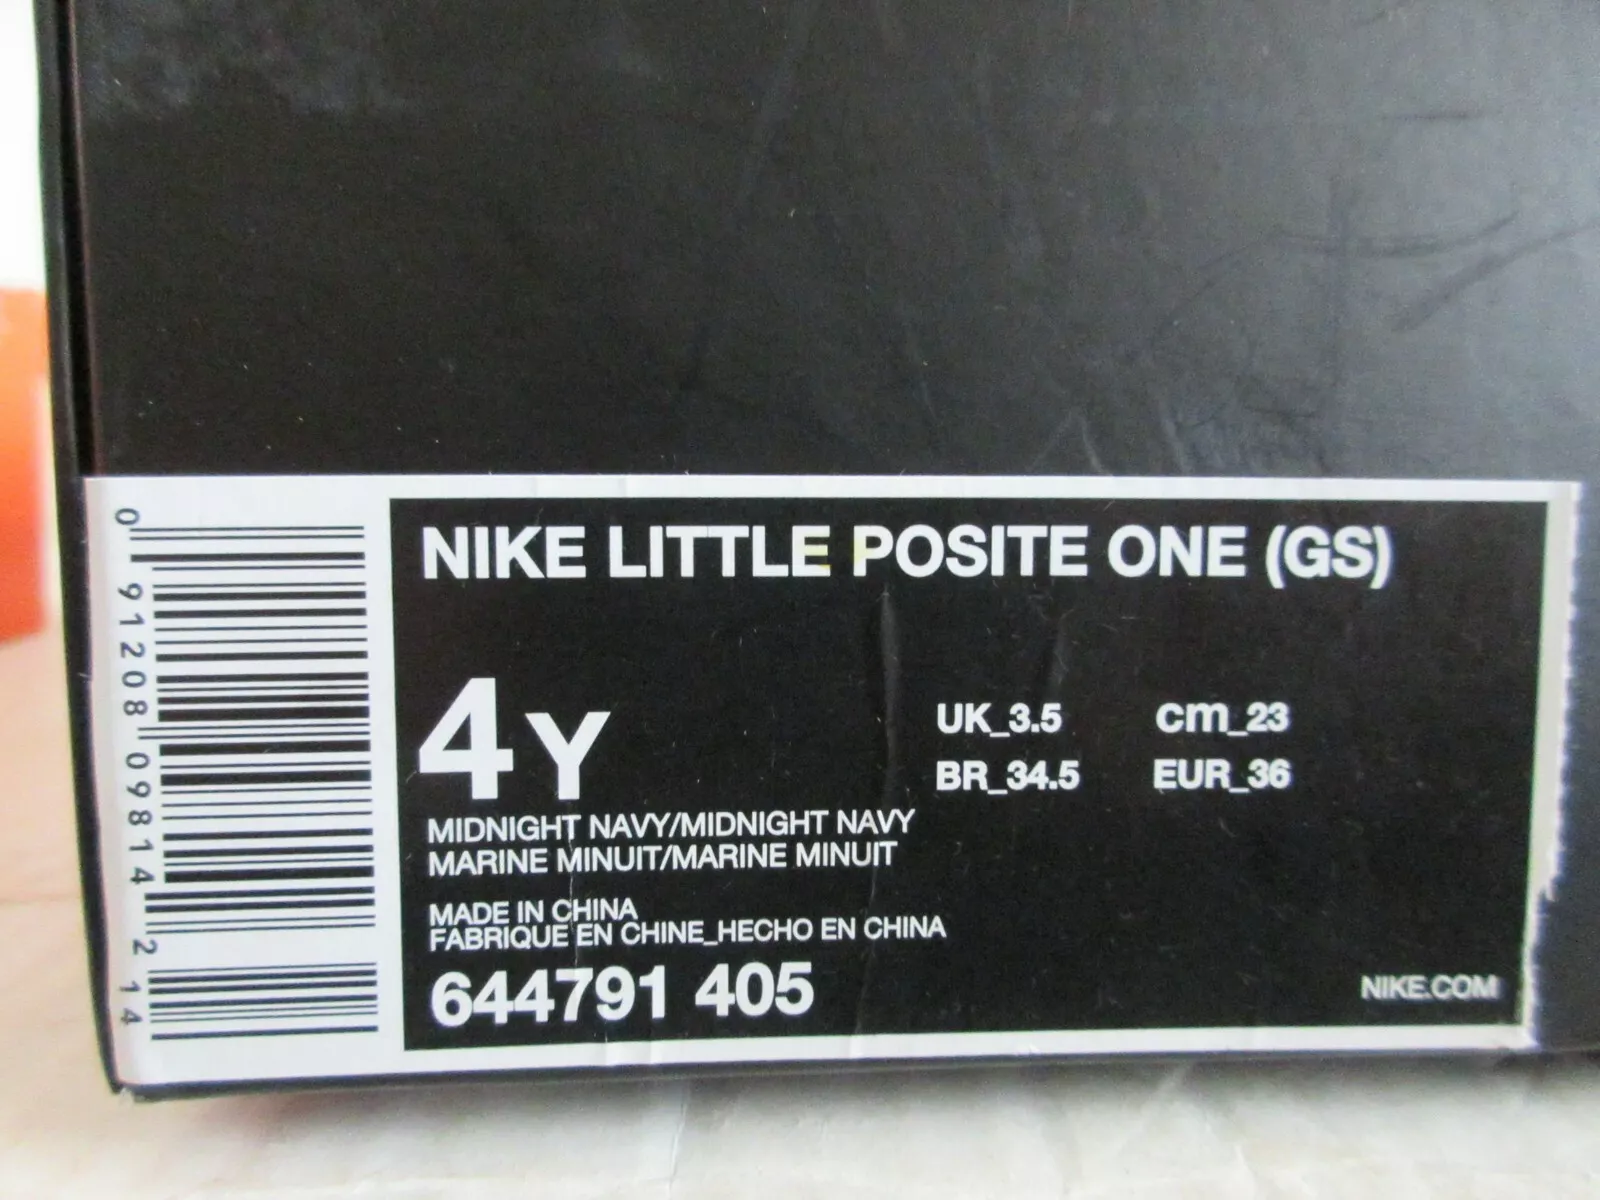 NIKE LITTLE POSITE ONE (GS)
4Y
UK_3.5 cm_23
BR_34.5 EUR_36
MIDNIGHT NAVY/MIDNIGHT NAVY
MARINE MINUIT/MARINE MINUIT
MADE IN CHINA
FABRIQUE EN CHINE_HECHO EN CHINA
644791 405
NIKE.COM
0 91208 09814 2 14